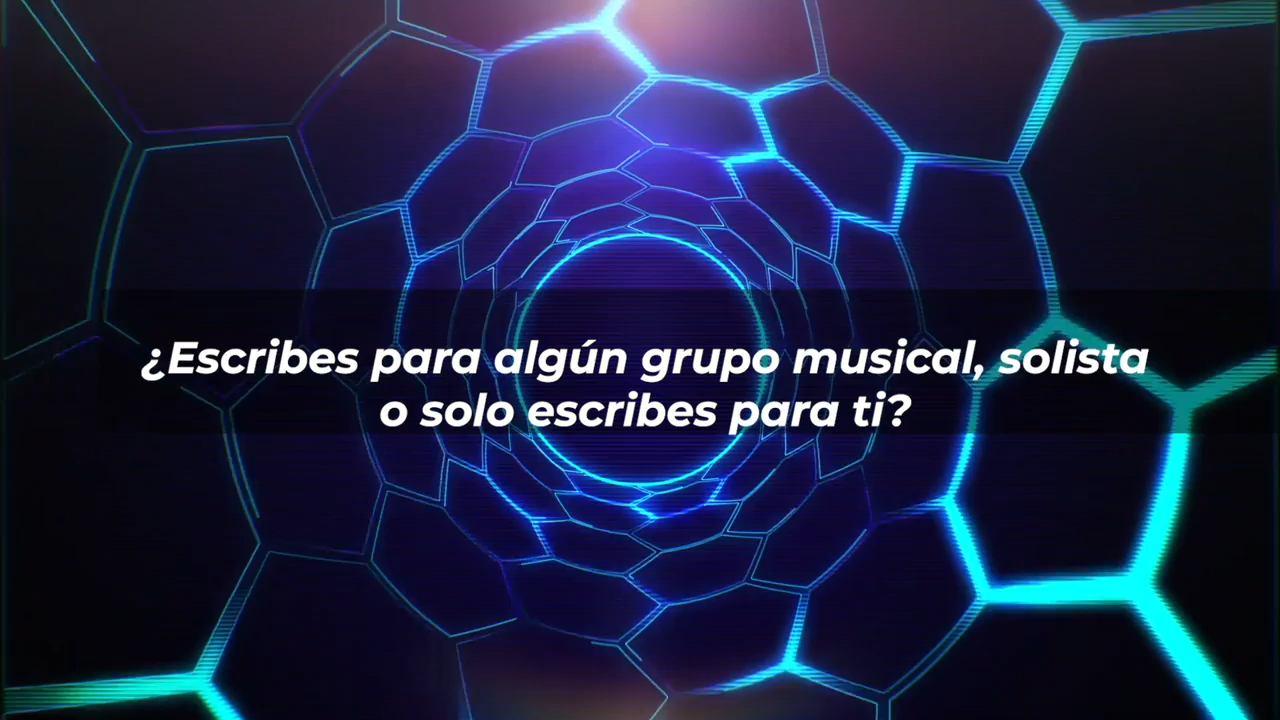 ¿Escribes para algún grupo musical, solista
o solo escribes para ti?